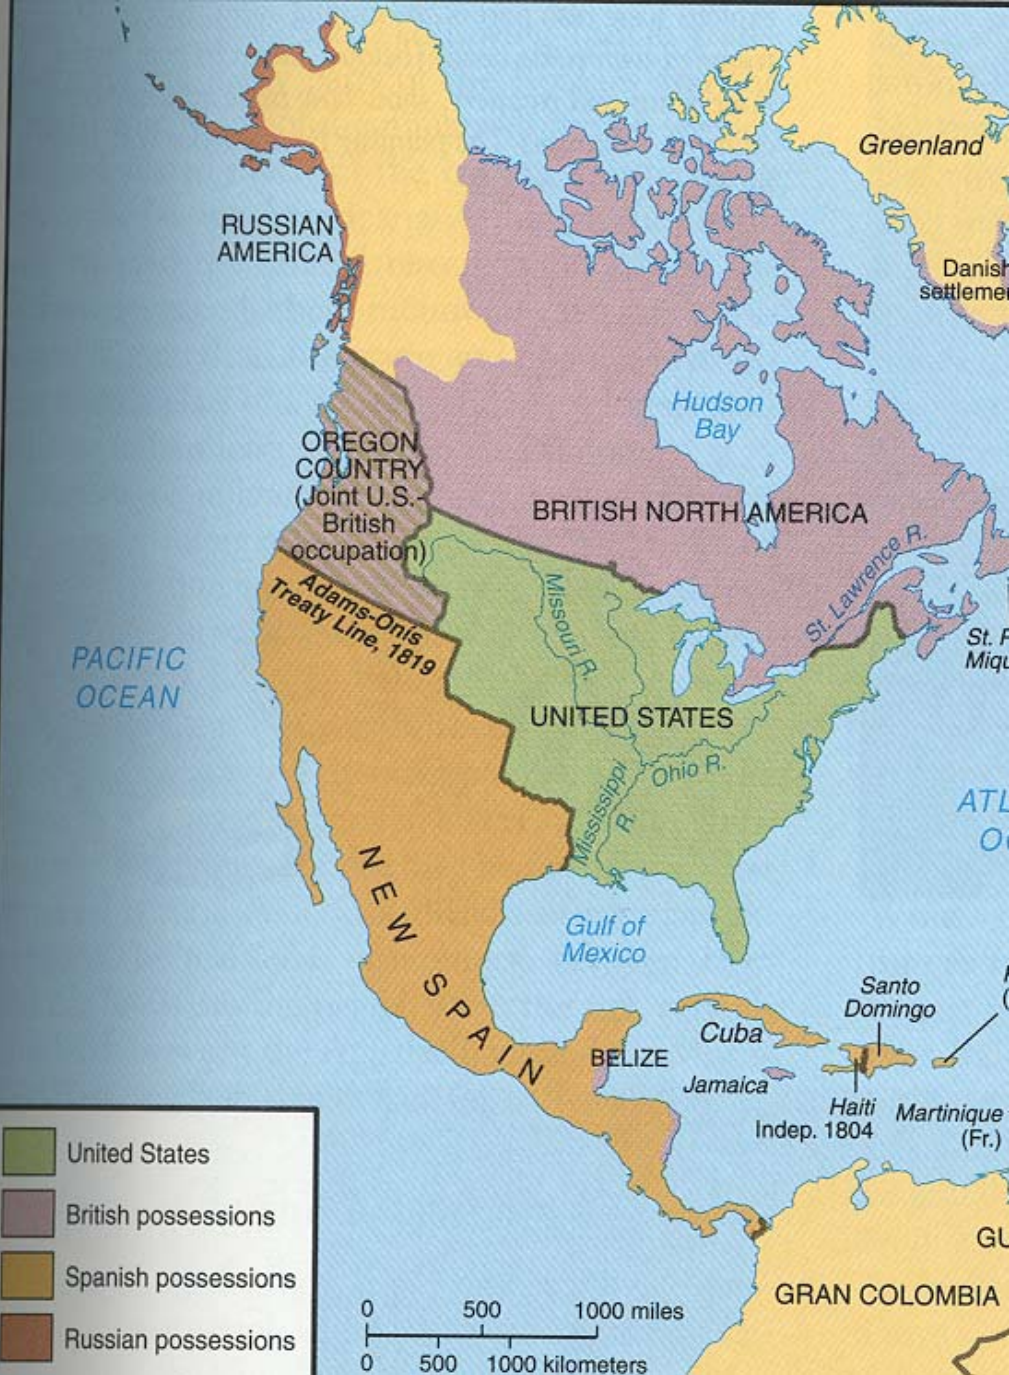 Greenland
RUSSIAN
AMERICA
Danish
Hudson
Bay
OREGON
COUNTRY
(Joint U.S.-
British
occupation)
BRITISH NORTH AMERICA
St. Lawrence R.
Adams-Onís
Treaty Line, 1819
Missouri R.
St.
PACIFIC
OCEAN
UNITED STATES
Ohio R.
Mississippi
R.
NEW SPAIN
Gulf of
Mexico
Santo
Domingo
Cuba
BELIZE
Jamaica
Haiti
Indep. 1804
Martinique
(Fr.)
GRAN COLOMBIA
United States
British possessions
Spanish possessions
Russian possessions
0 500 1000 miles
0 500 1000 kilometers